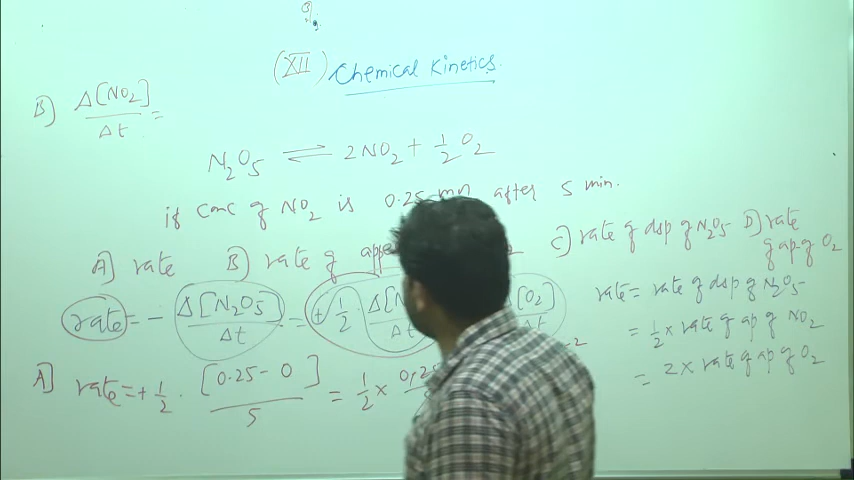 (XII) Chemical Kinetics.
B) Δ[NO2]/Δt =
N2O5 ⇌ 2NO2 + 1/2 O2
if conc of NO2 is 0.25 after 5 min.
A) rate B) rate of C) rate of dsp of N2O5 D) rate of ap of O2
rate = - Δ[N2O5]/Δt = + 1/2 · Δ[N [O2] Δt
rate = rate of dsp of N2O5
= 1/2 x rate of ap of NO2
= 2 x rate of ap of O2
A] rate = + 1/2 · [0.25 - 0]/5 = 1/2 x 0.25 -2